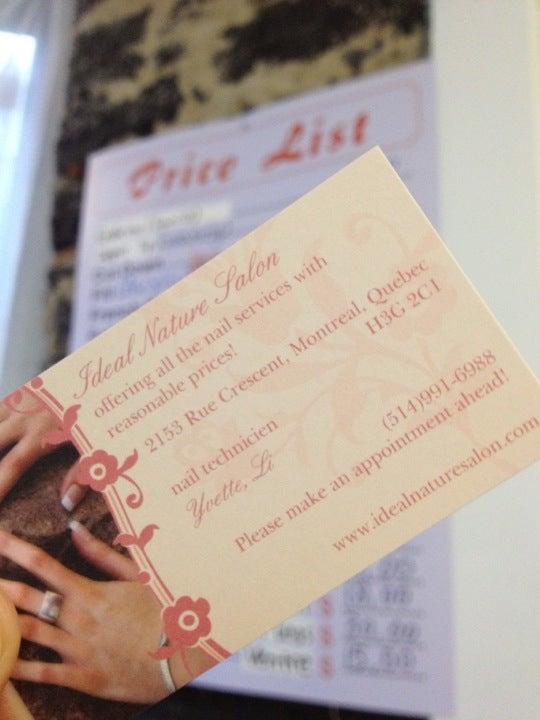 Price List
Ideal Nature Salon
offering all the nail services with
reasonable prices!
2153 Rue Crescent, Montreal, Quebec
H3G 2C1
nail technicien
Yvette, Li
(514)991-6988
Please make an appointment ahead!
www.idealnaturesalon.com